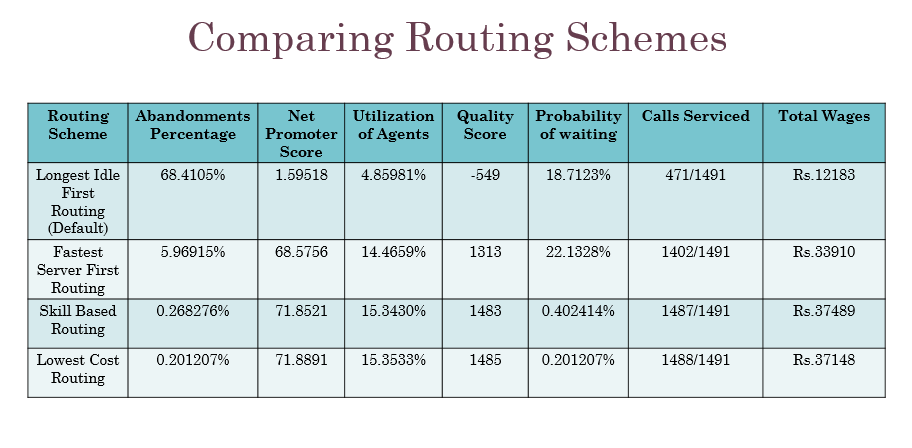 Comparing Routing Schemes
Routing Scheme Abandonments Percentage Net Promoter Score Utilization of Agents Quality Score Probability of waiting Calls Serviced Total Wages
Longest Idle First Routing (Default) 68.4105% 1.59518 4.85981% -549 18.7123% 471/1491 Rs.12183
Fastest Server First Routing 5.96915% 68.5756 14.4659% 1313 22.1328% 1402/1491 Rs.33910
Skill Based Routing 0.268276% 71.8521 15.3430% 1483 0.402414% 1487/1491 Rs.37489
Lowest Cost Routing 0.201207% 71.8891 15.3533% 1485 0.201207% 1488/1491 Rs.37148